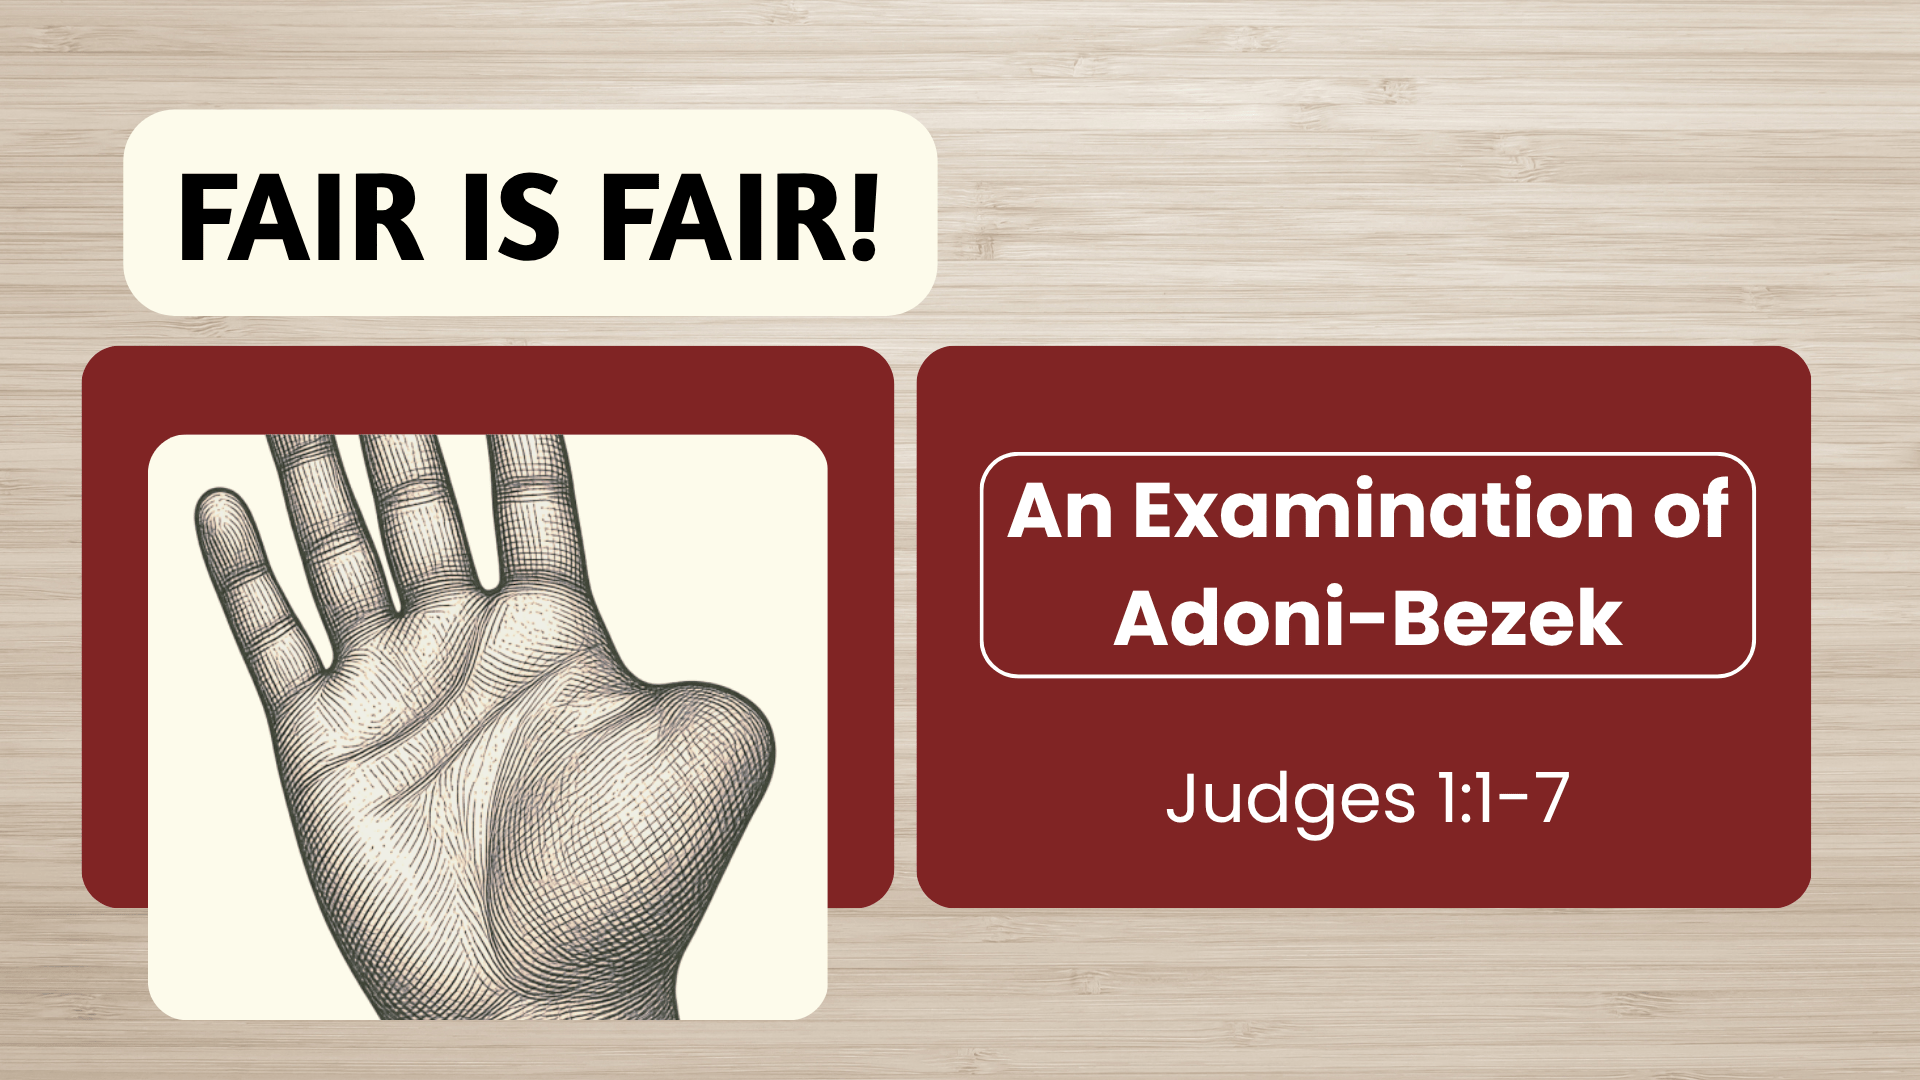 FAIR IS FAIR!
An Examination of
Adoni-Bezek
Judges 1:1-7